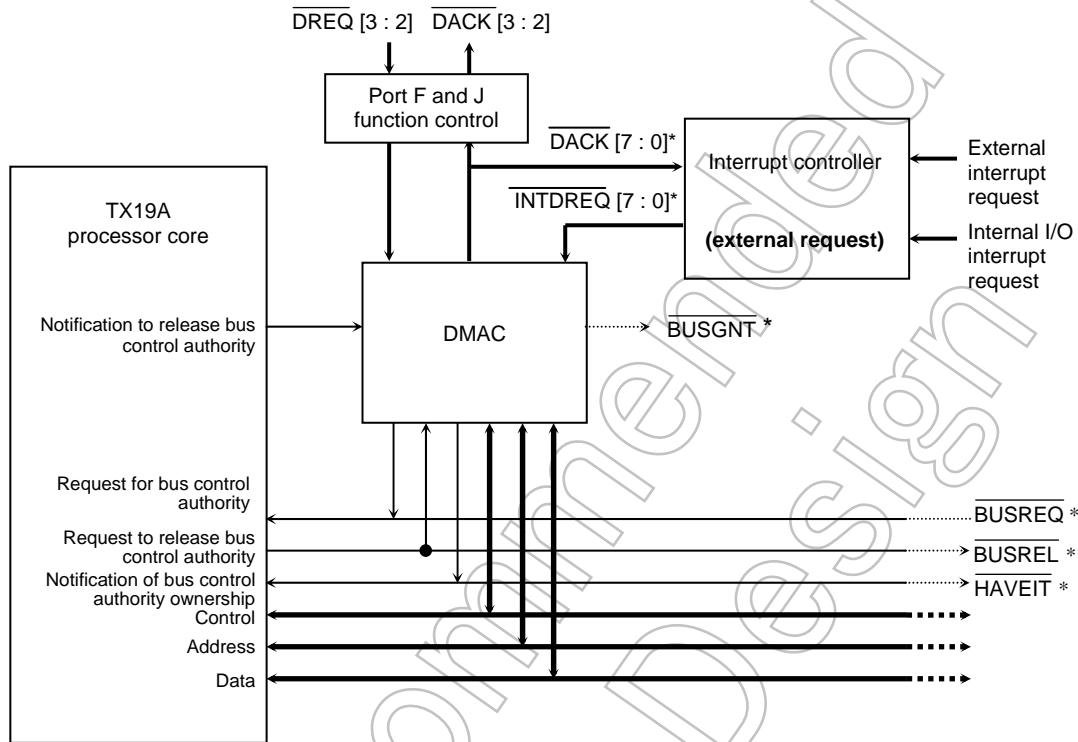 DREQ [3 : 2] DACK [3 : 2]
Port F and J
function control
DACK [7 : 0]*
INTDREQ [7 : 0]*
Interrupt controller
(external request)
External
interrupt
request
Internal I/O
interrupt
request
TX19A
processor core
Notification to release bus
control authority
DMAC
BUSGNT *
Request for bus control
authority
BUSREQ *
Request to release bus
control authority
BUSREL *
Notification of bus control
authority ownership
HAVEIT *
Control
Address
Data
ommended
Design